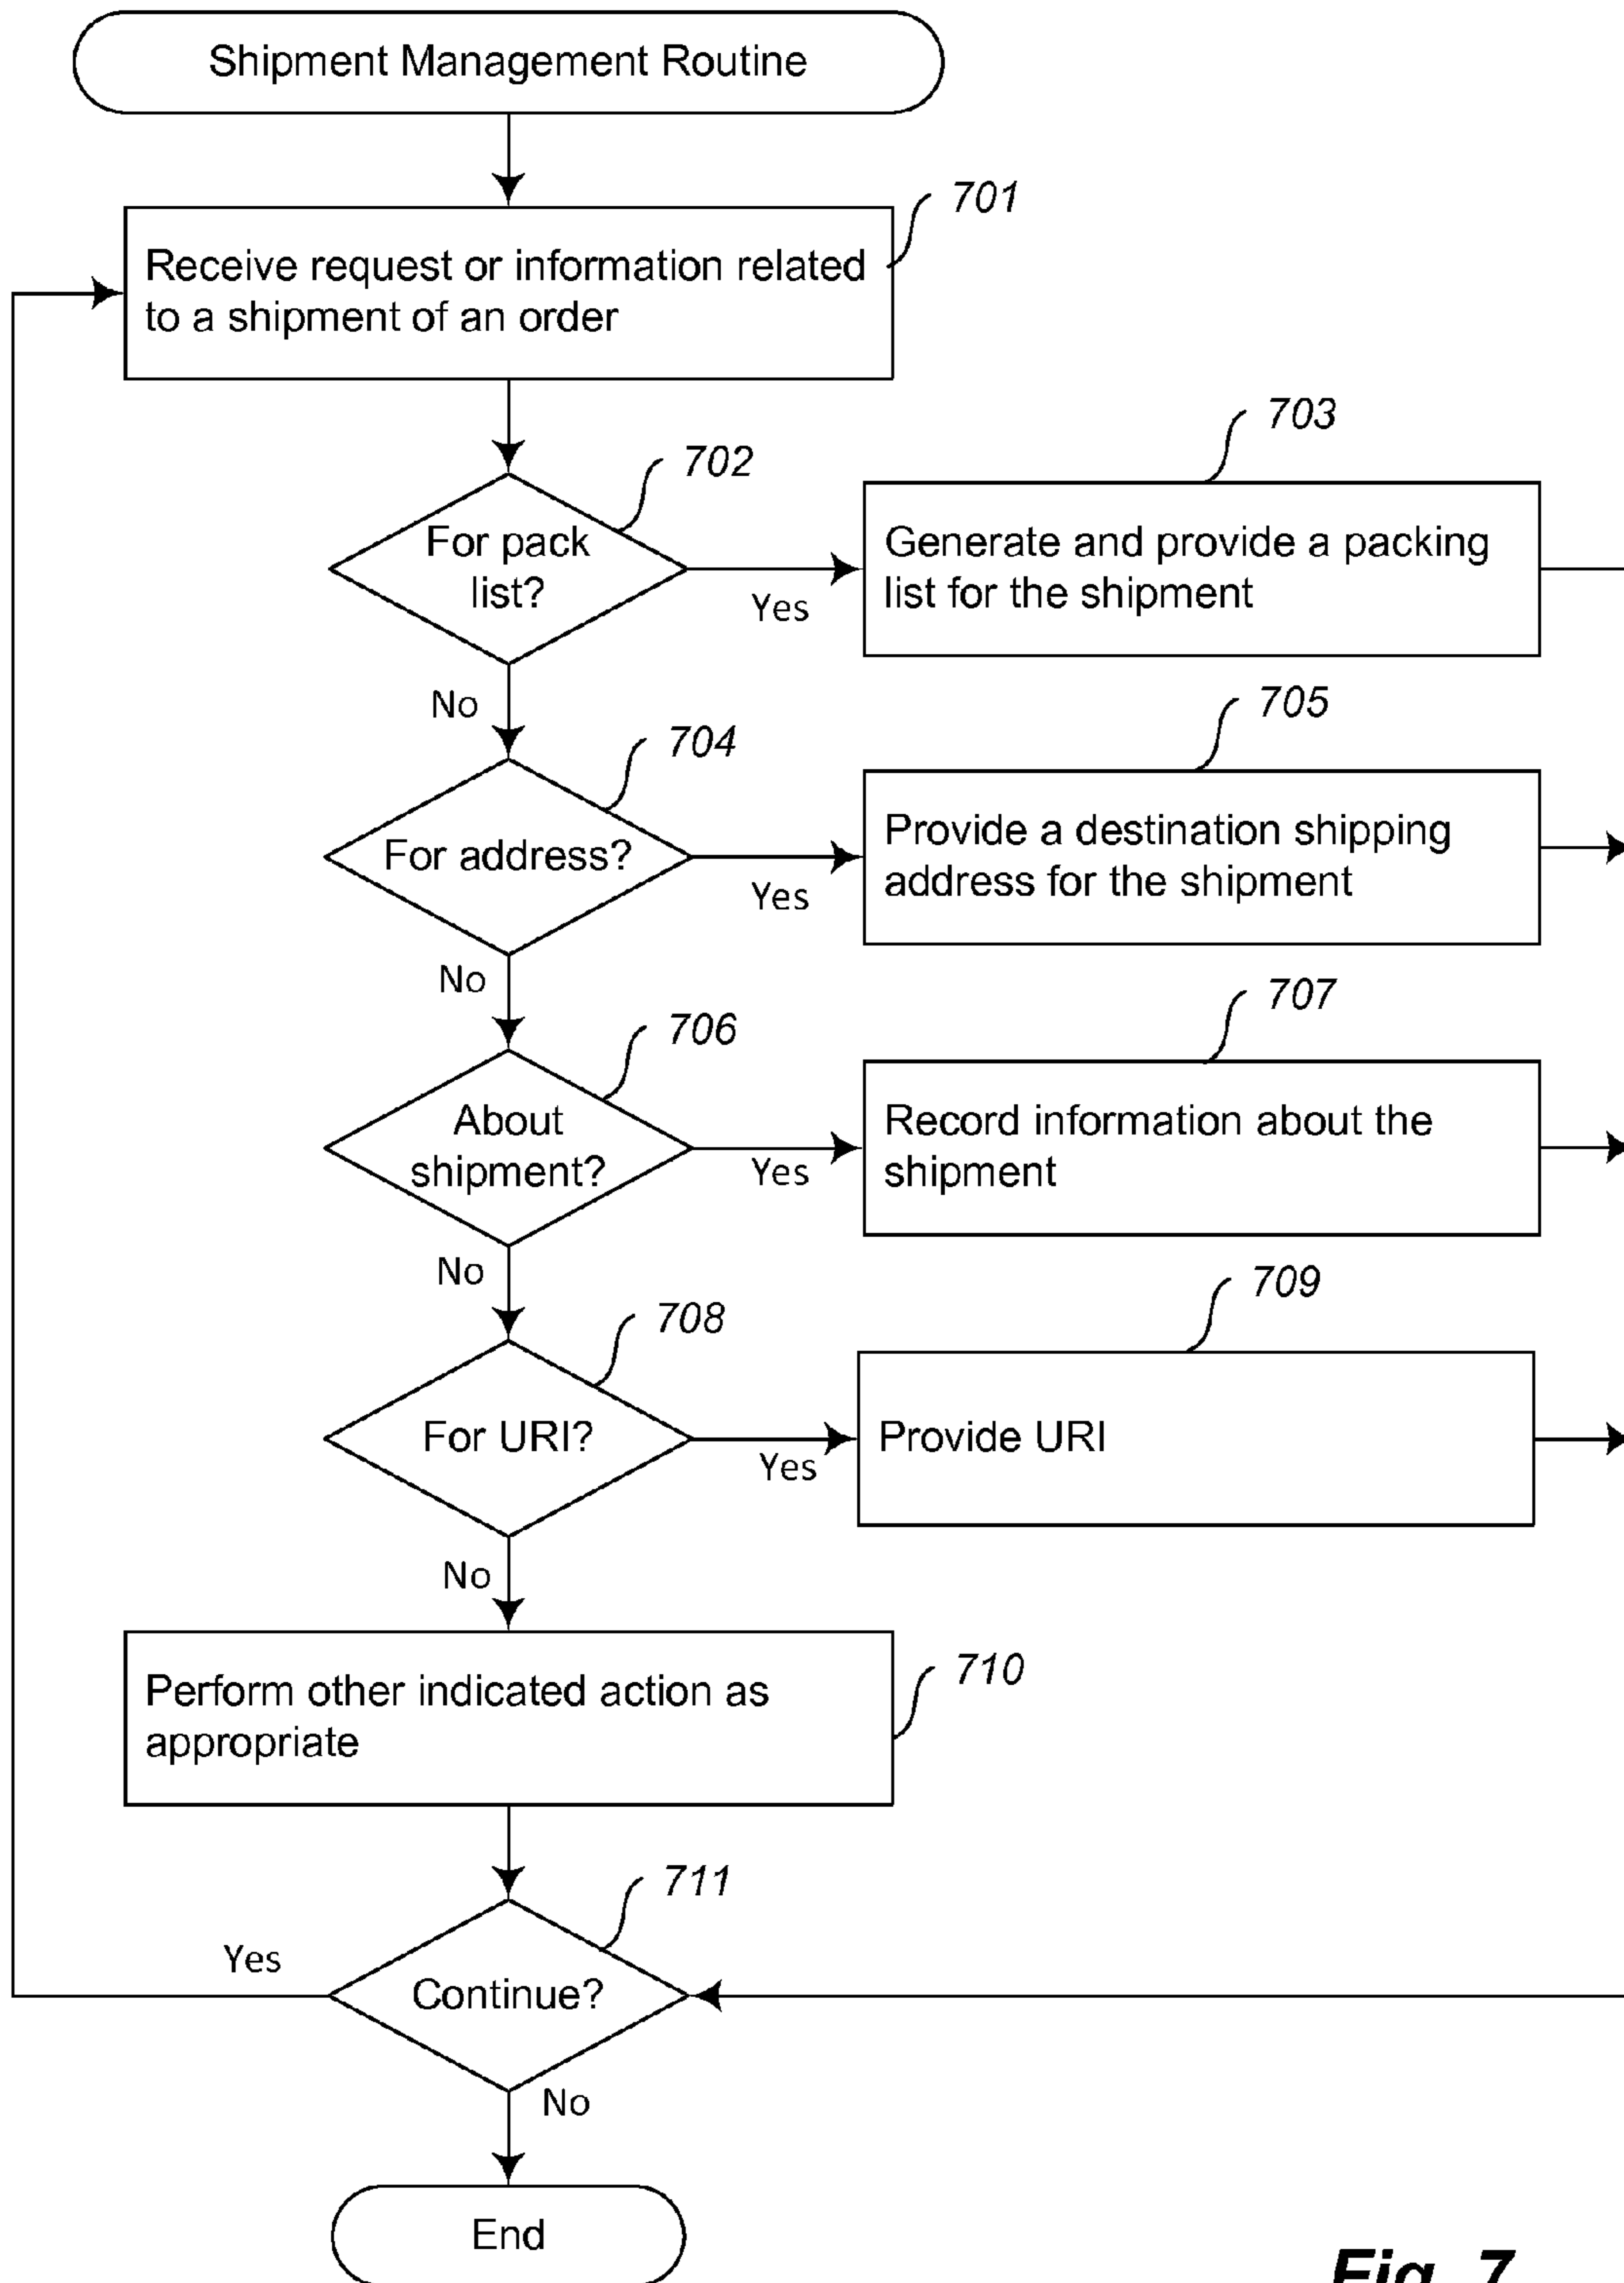 Shipment Management Routine
701
Receive request or information related
to a shipment of an order
702
For pack
list?
Yes
No
703
Generate and provide a packing
list for the shipment
704
For address?
Yes
No
705
Provide a destination shipping
address for the shipment
706
About
shipment?
Yes
No
707
Record information about the
shipment
708
For URI?
Yes
No
709
Provide URI
710
Perform other indicated action as
appropriate
711
Continue?
Yes
No
End
Fig. 7